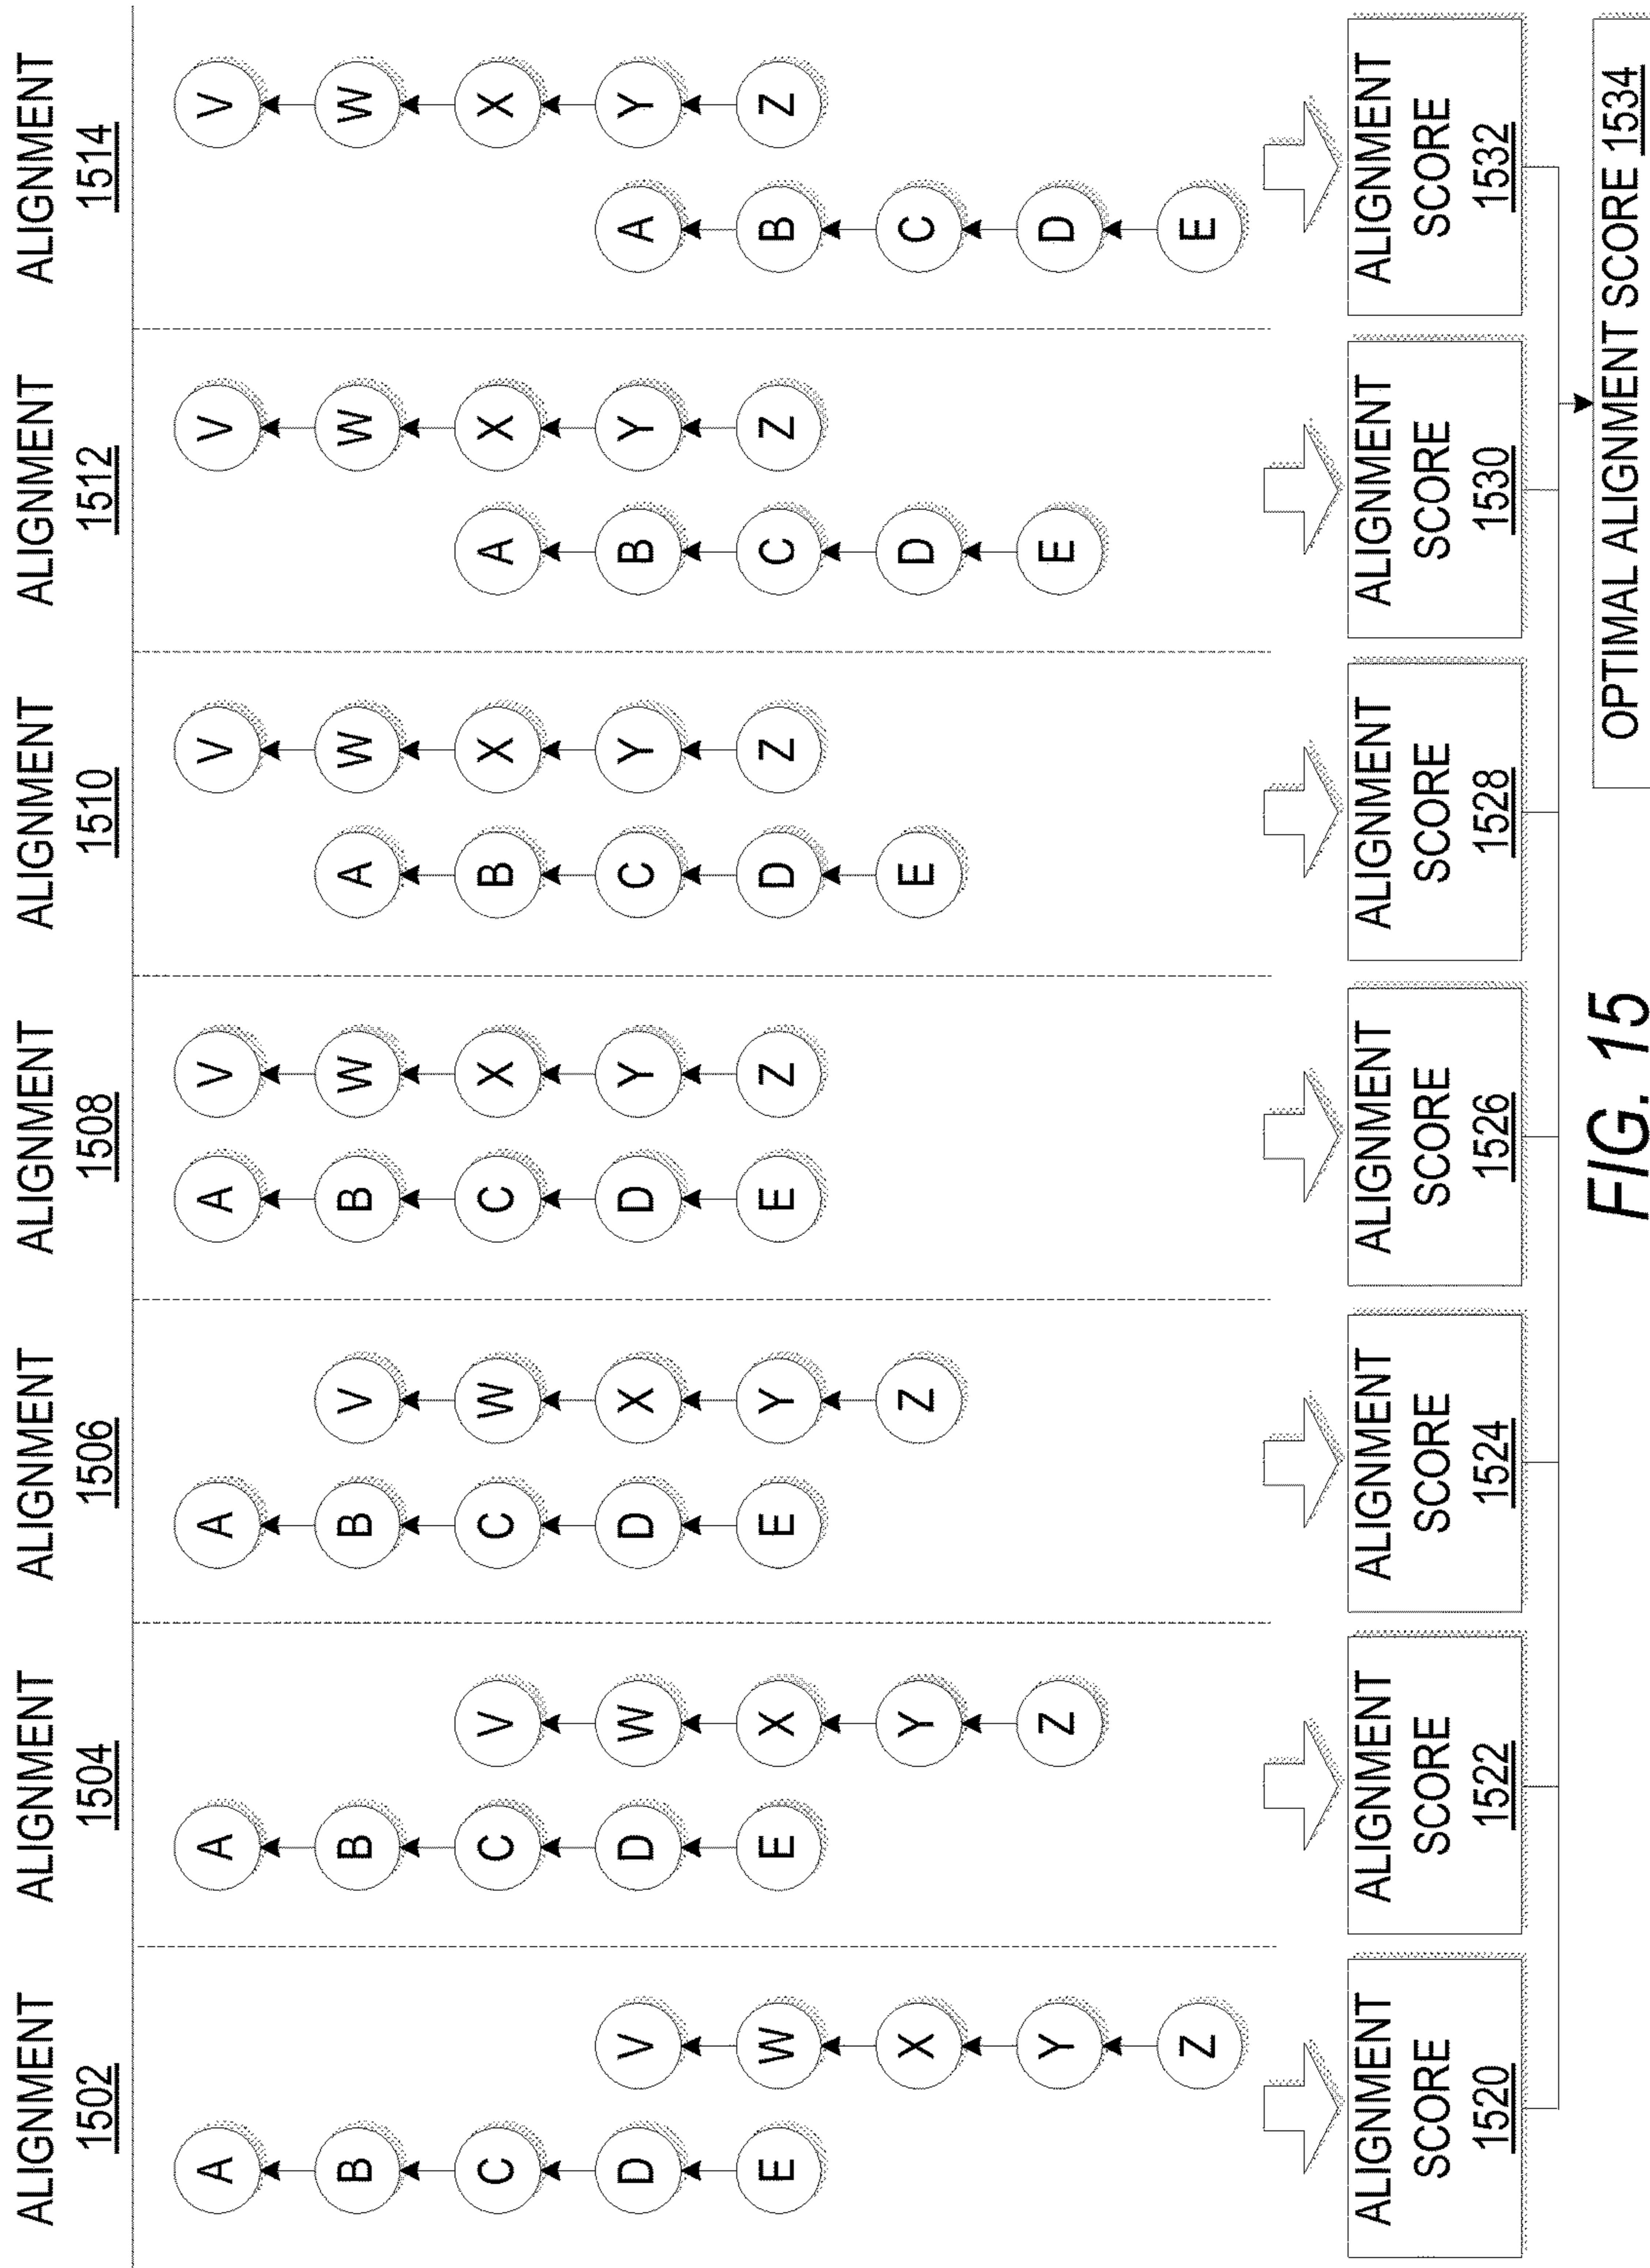 ALIGNMENT
1502
A
B
C
D V
E W
X
Y
Z
ALIGNMENT
SCORE
1520
ALIGNMENT
1504
A
B
C V
D W
E X
Y
Z
ALIGNMENT
SCORE
1522
ALIGNMENT
1506
A
B V
C W
D X
E Y
Z
ALIGNMENT
SCORE
1524
ALIGNMENT
1508
A V
B W
C X
D Y
E Z
ALIGNMENT
SCORE
1526
ALIGNMENT
1510
V
A W
B X
C Y
D Z
E
ALIGNMENT
SCORE
1528
ALIGNMENT
1512
V
W
A X
B Y
C Z
D
E
ALIGNMENT
SCORE
1530
ALIGNMENT
1514
V
W
X
A Y
B Z
C
D
E
ALIGNMENT
SCORE
1532
OPTIMAL ALIGNMENT SCORE 1534
FIG. 15